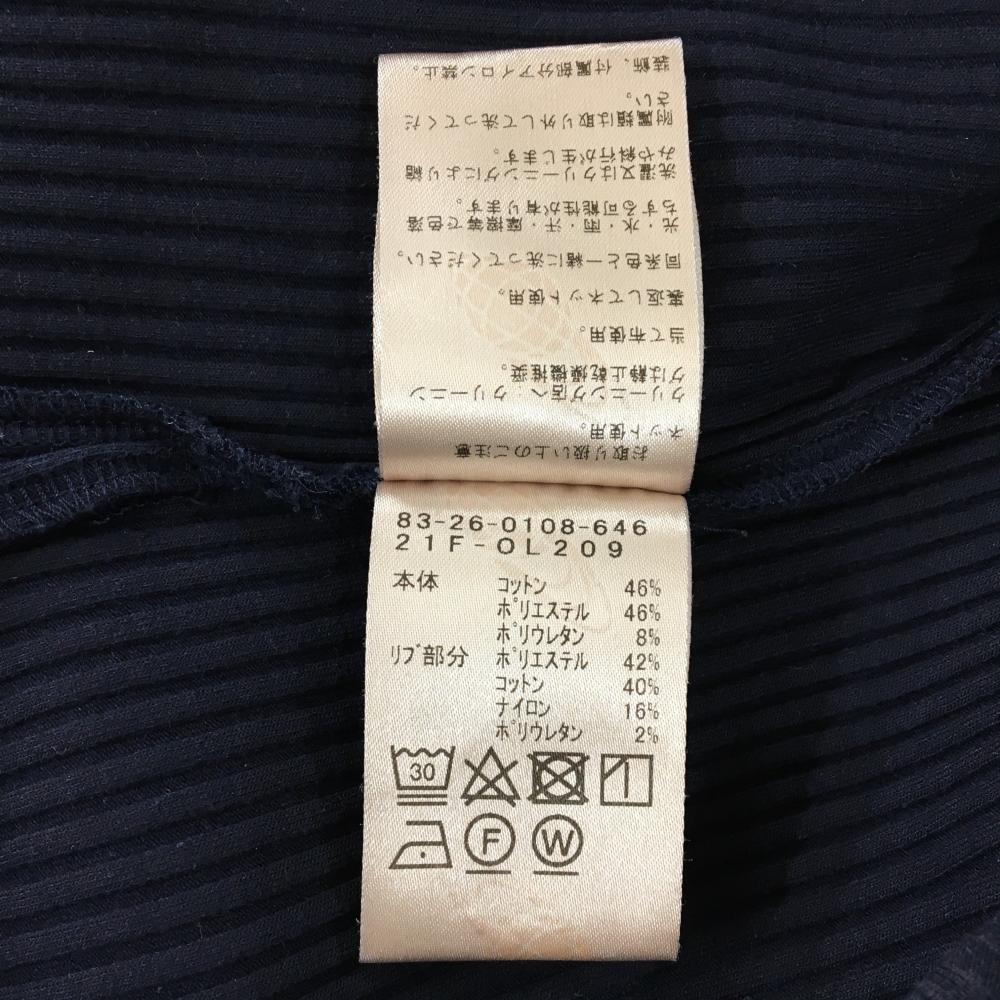 お取り扱い上のご注意
ネット使用。
クリーニング店へ：クリーニン
グは静止乾燥機推奨。
当て布使用。
裏返してネット使用。
同系色と一緒に洗ってください。
光・水・雨・汗・摩擦等で色落
ちする可能性が有ります。
洗濯又はクリーニングにより縮
みや斜行が生じます。
附属類は取り外して洗ってくだ
さい。
装飾、付属部分アイロン禁止。
83-26-0108-646
21F-OL209
本体 コットン 46%
ポリエステル 46%
ポリウレタン 8%
リブ部分 ポリエステル 42%
コットン 40%
ナイロン 16%
ポリウレタン 2%
30
F W